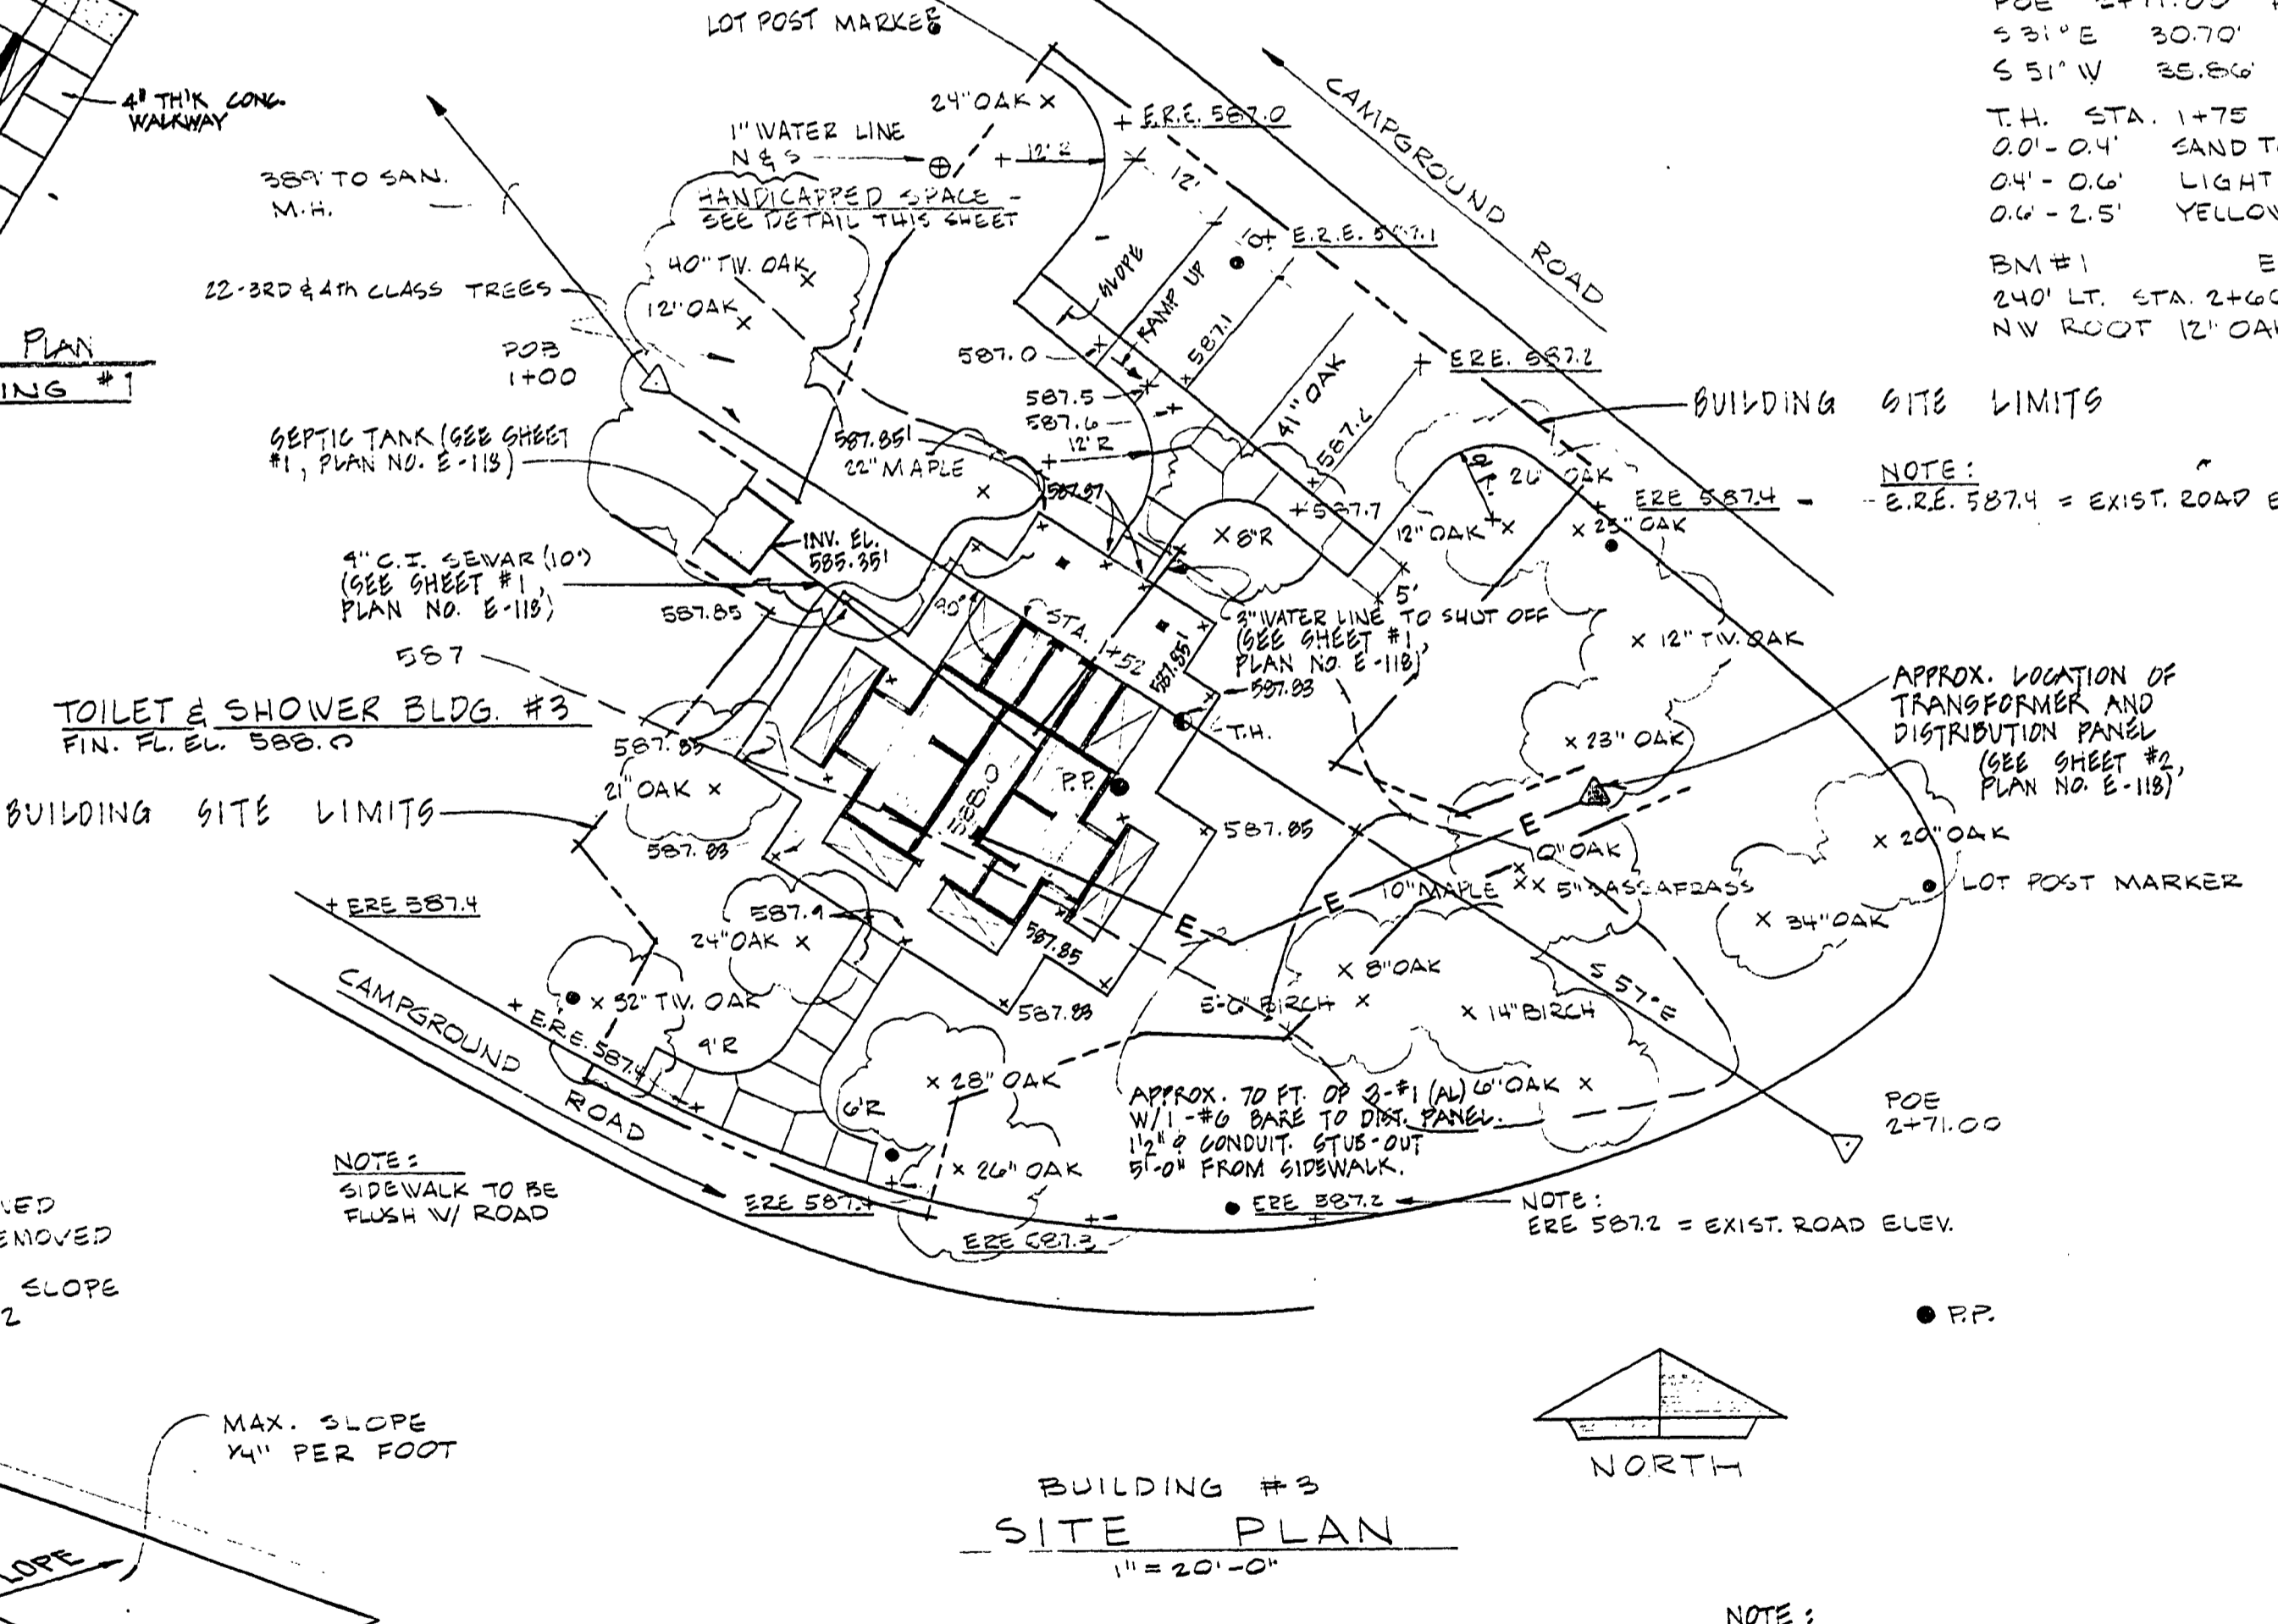 LOT POST MARKER
4" TH'K CONC.
WALKWAY
24" OAK
E.R.E. 587.0
CAMPGROUND ROAD
1" WATER LINE
N & S
12' R
12'
389' TO SAN.
M.H.
HANDICAPPED SPACE -
SEE DETAIL THIS SHEET
10'
E.R.E. 587.1
SLOPE
RAMP UP
587.1
40" TW. OAK
12" OAK
22-3RD & 4th CLASS TREES
POB
1+00
587.0
587.5
587.6
12' R
41" OAK
E.R.E. 587.2
BUILDING SITE LIMITS
PLAN
ING #1
SEPTIC TANK (SEE SHEET
#1, PLAN NO. E-118)
587.85'
22" MAPLE
587.97
587.7
OAK
12" OAK
25" OAK
ERE 587.4
NOTE:
E.R.E. 587.4 = EXIST. ROAD E
8'R
5'
INV. EL.
585.35'
4" C.I. SEWAR (10')
(SEE SHEET #1,
PLAN NO. E-118)
587.85
587
STA. 1+52
587.85'
3" WATER LINE TO SHUT OFF
(SEE SHEET #1,
PLAN NO. E-118)
587.83
T.H.
12" TW. OAK
APPROX. LOCATION OF
TRANSFORMER AND
DISTRIBUTION PANEL
(SEE SHEET #2,
PLAN NO. E-118)
TOILET & SHOWER BLDG. #3
FIN. FL. EL. 588.0
587.85
21" OAK
BUILDING SITE LIMITS
587.83
588.0
P.P.
587.85
23" OAK
E
E
E
10" OAK
10" MAPLE
5" SASSAFRASS
20" OAK
LOT POST MARKER
34" OAK
ERE 587.4
587.9
24" OAK
587.85
8" OAK
S 57° E
CAMPGROUND ROAD
32" TW. OAK
E.R.E. 587.4
587.83
5'-6" BIRCH
14" BIRCH
9'R
6'R
28" OAK
APPROX. 70 FT. OF 3-#1 (AL)
W/1-#6 BARE TO DIST. PANEL.
1½" φ CONDUIT. STUB-OUT
5'-0" FROM SIDEWALK.
6" OAK
POE
2+71.00
NOTE:
SIDEWALK TO BE
FLUSH W/ ROAD
26" OAK
ERE 587.4
ERE 587.3
ERE 587.2
NOTE:
ERE 587.2 = EXIST. ROAD ELEV.
VED
EMOVED
SLOPE
2
P.P.
MAX. SLOPE
1/4" PER FOOT
LOPE
NORTH
BUILDING #3
SITE PLAN
1" = 20'-0"
NOTE:
S 31° E 30.70'
S 51° W 35.86'
T.H. STA. 1+75
0.0' - 0.4' SAND T
0.4' - 0.6' LIGHT
0.6' - 2.5' YELLOW
BM #1 E
240' LT. STA. 2+60
NW ROOT 12" OAK